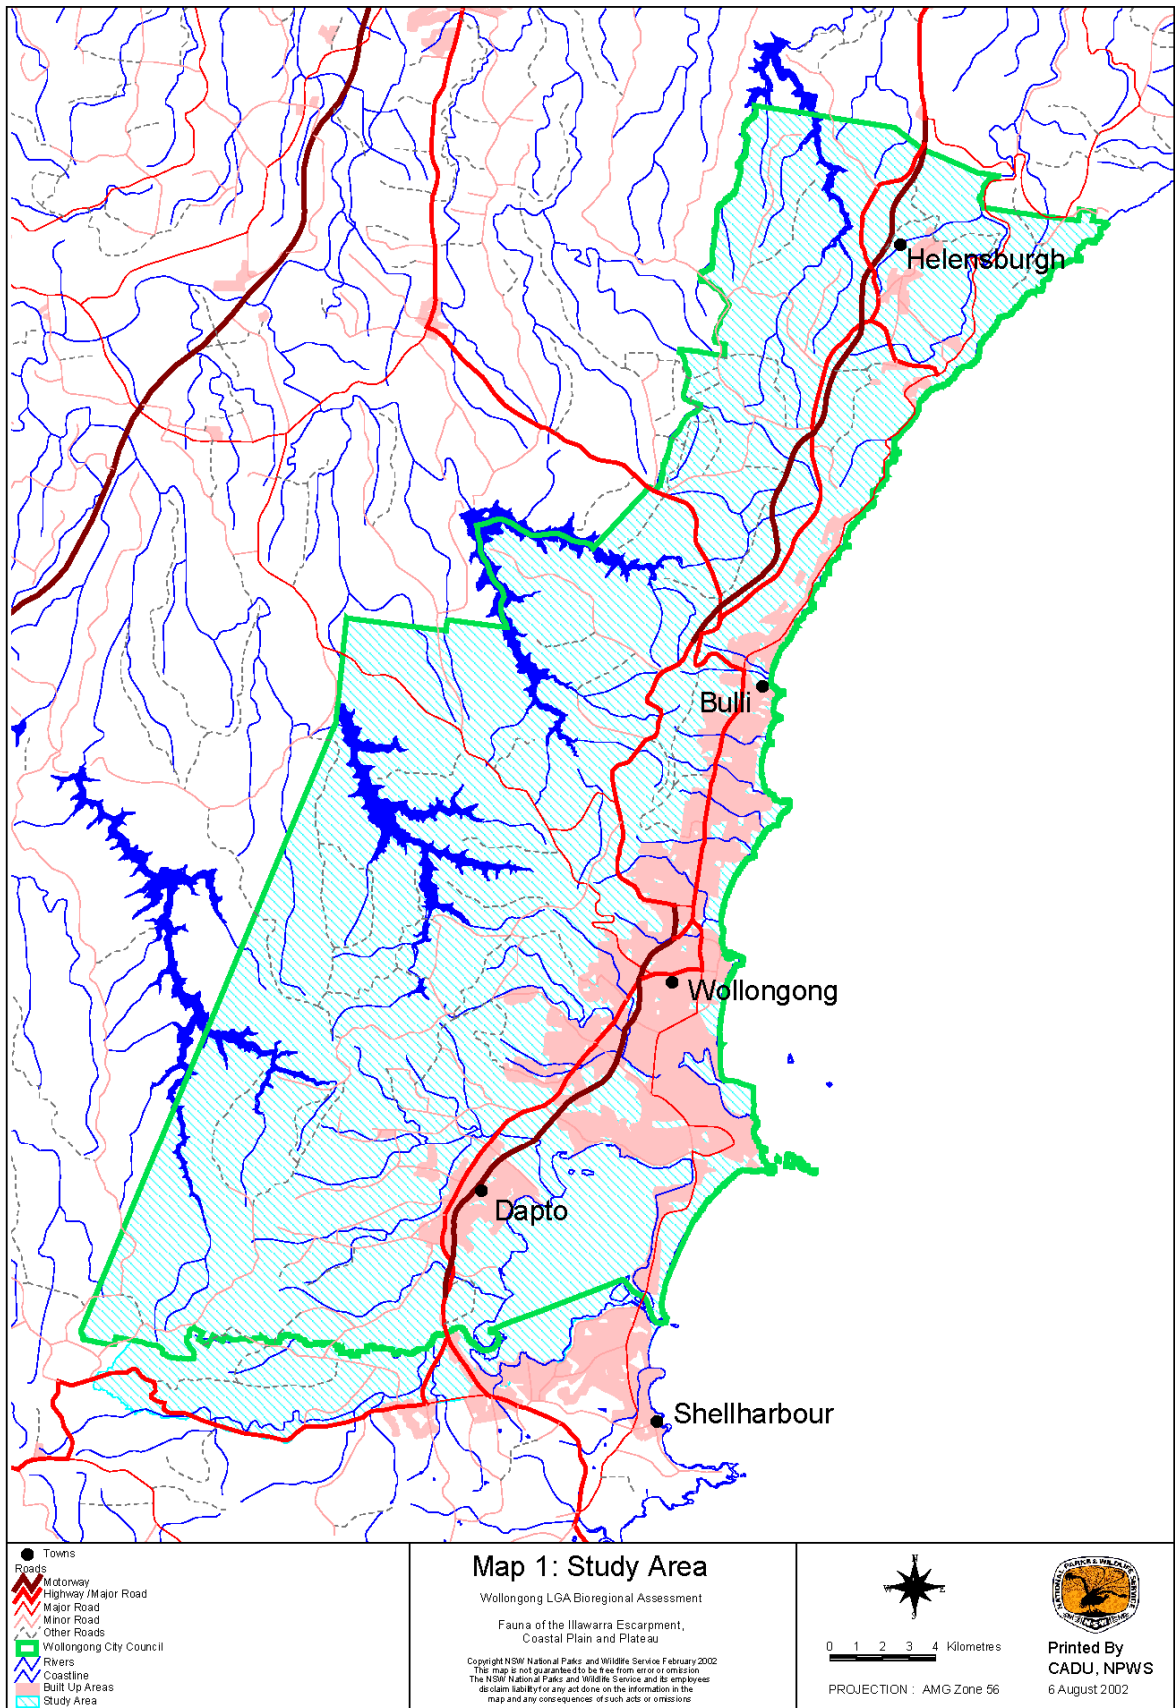 Helensburgh
Bulli
Wollongong
Dapto
Shellharbour
Towns
Roads
Motorway
Highway /Major Road
Major Road
Minor Road
Other Roads
Wollongong City Council
Rivers
Coastline
Built Up Areas
Study Area
Map 1: Study Area
Wollongong LGA Bioregional Assessment
Fauna of the Illawarra Escarpment,
Coastal Plain and Plateau
Copyright NSW National Parks and Wildlife Service February 2002
This map is not guaranteed to be free from error or omission
The NSW National Parks and Wildlife Service and its employees
disclaim liability for any act done on the information in the
map and any consequences of such acts or omissions
N
W E
S
0 1 2 3 4 Kilometres
PROJECTION : AMG Zone 56
NATIONAL PARKS & WILDLIFE SERVICE
Printed By
CADU, NPWS
6 August 2002